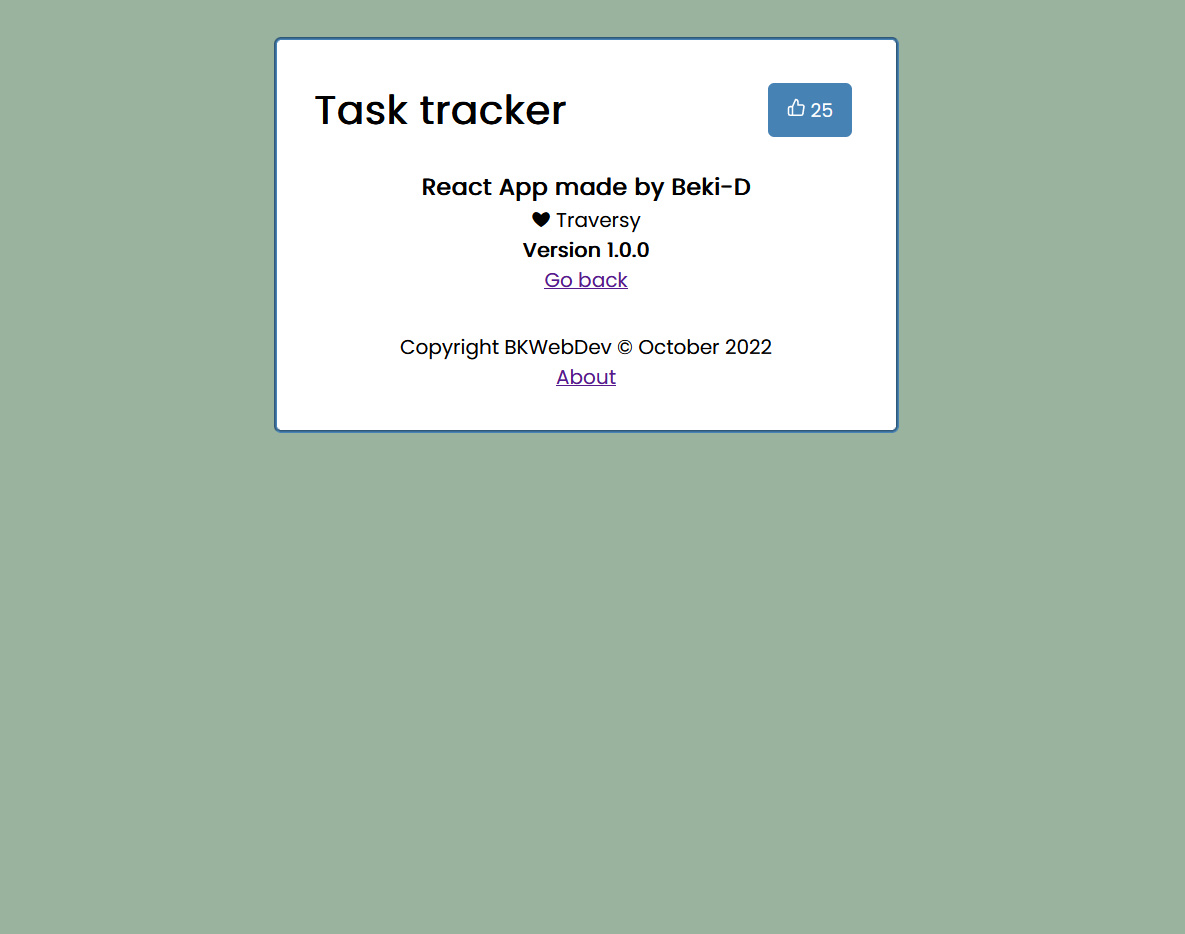 Task tracker
25
React App made by Beki-D
Traversy
Version 1.0.0
Go back
Copyright BKWebDev © October 2022
About